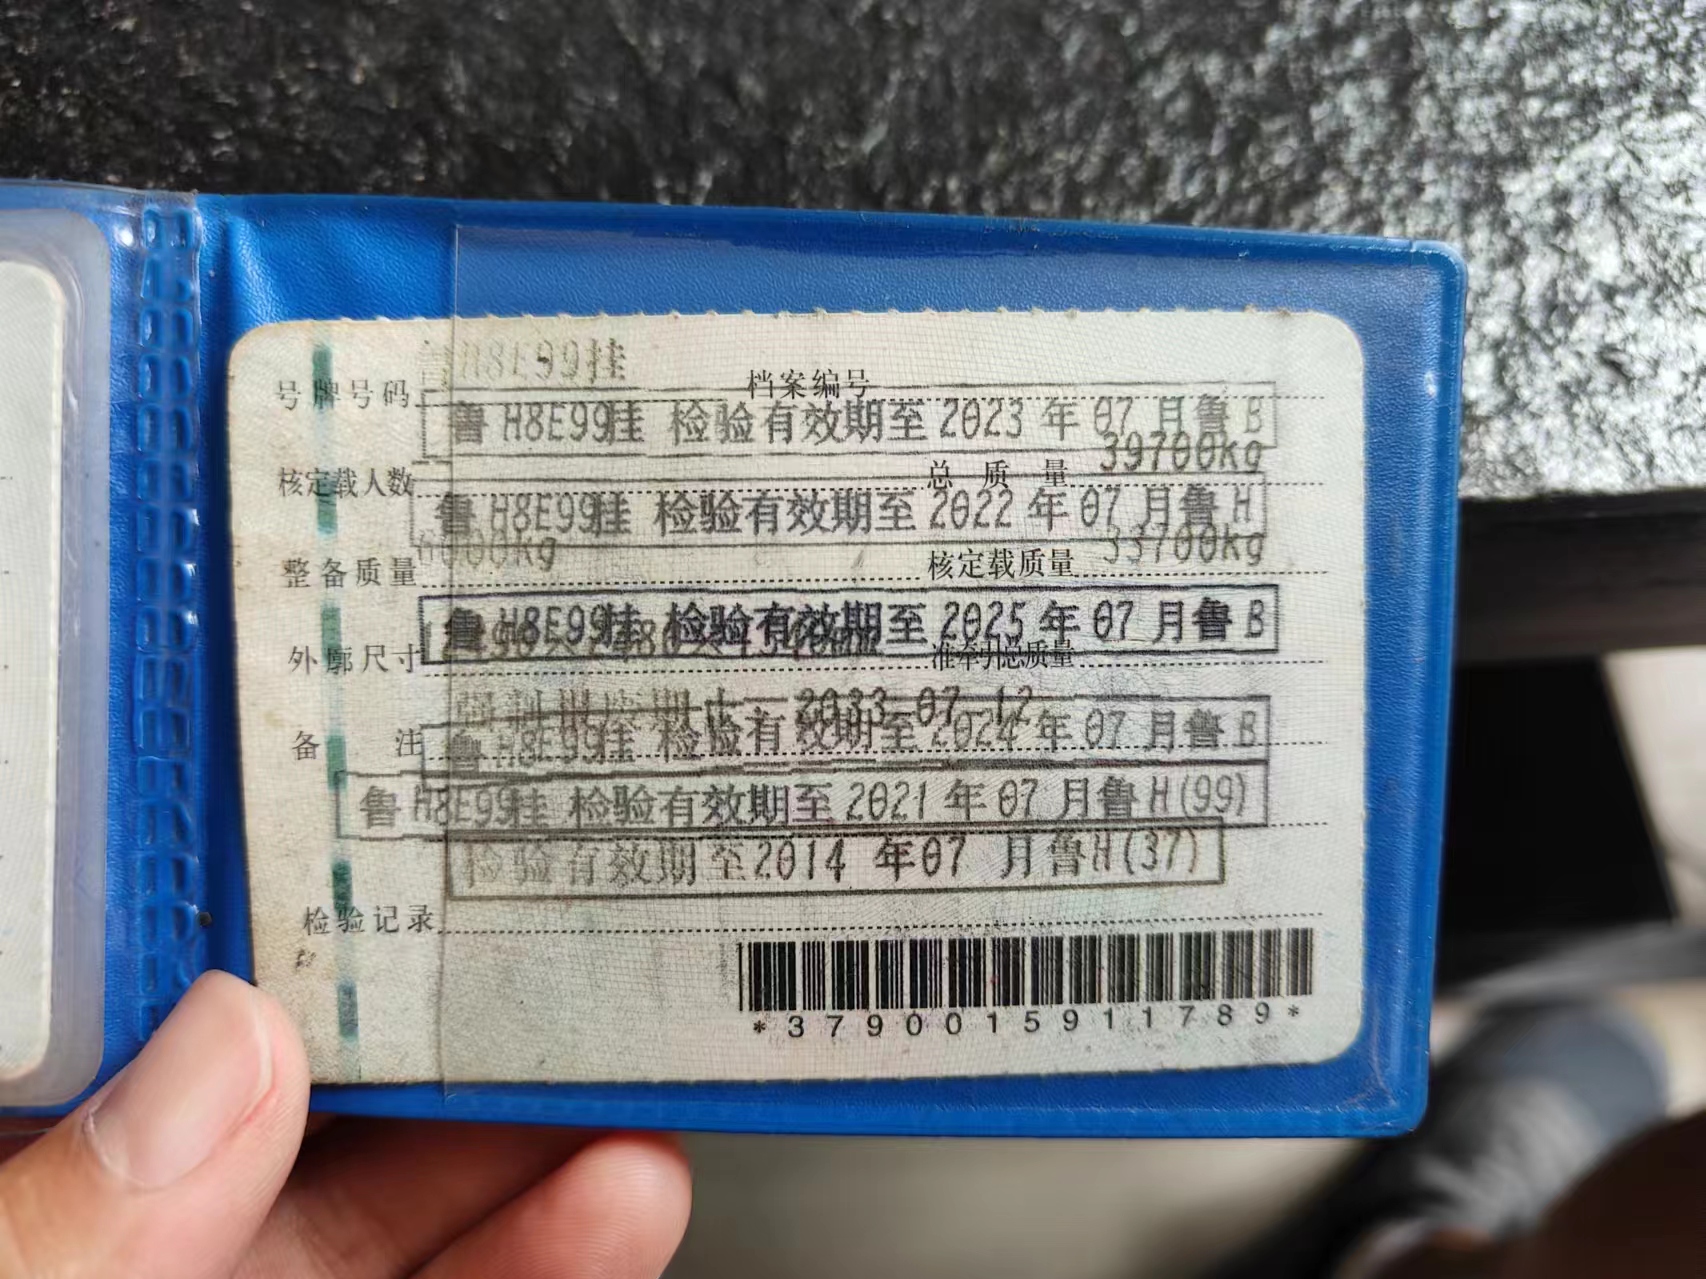 H8E99挂
号牌号码 档案编号
鲁H8E99挂 检验有效期至2023年07月鲁B
39700kg
核定载人数 总质量
鲁H8E99挂 检验有效期至2022年07月鲁H
33700kg
整备质量 核定载质量
鲁H8E99挂 检验有效期至2025年07月鲁B
外廓尺寸 准牵引总质量
强制报废期止 2033-07-12
鲁H8E99挂 检验有效期至2024年07月鲁B
备注
鲁H8E99挂 检验有效期至2021年07月鲁H(99)
检验有效期至2014年07月鲁H(37)
检验记录
*3790015911789*